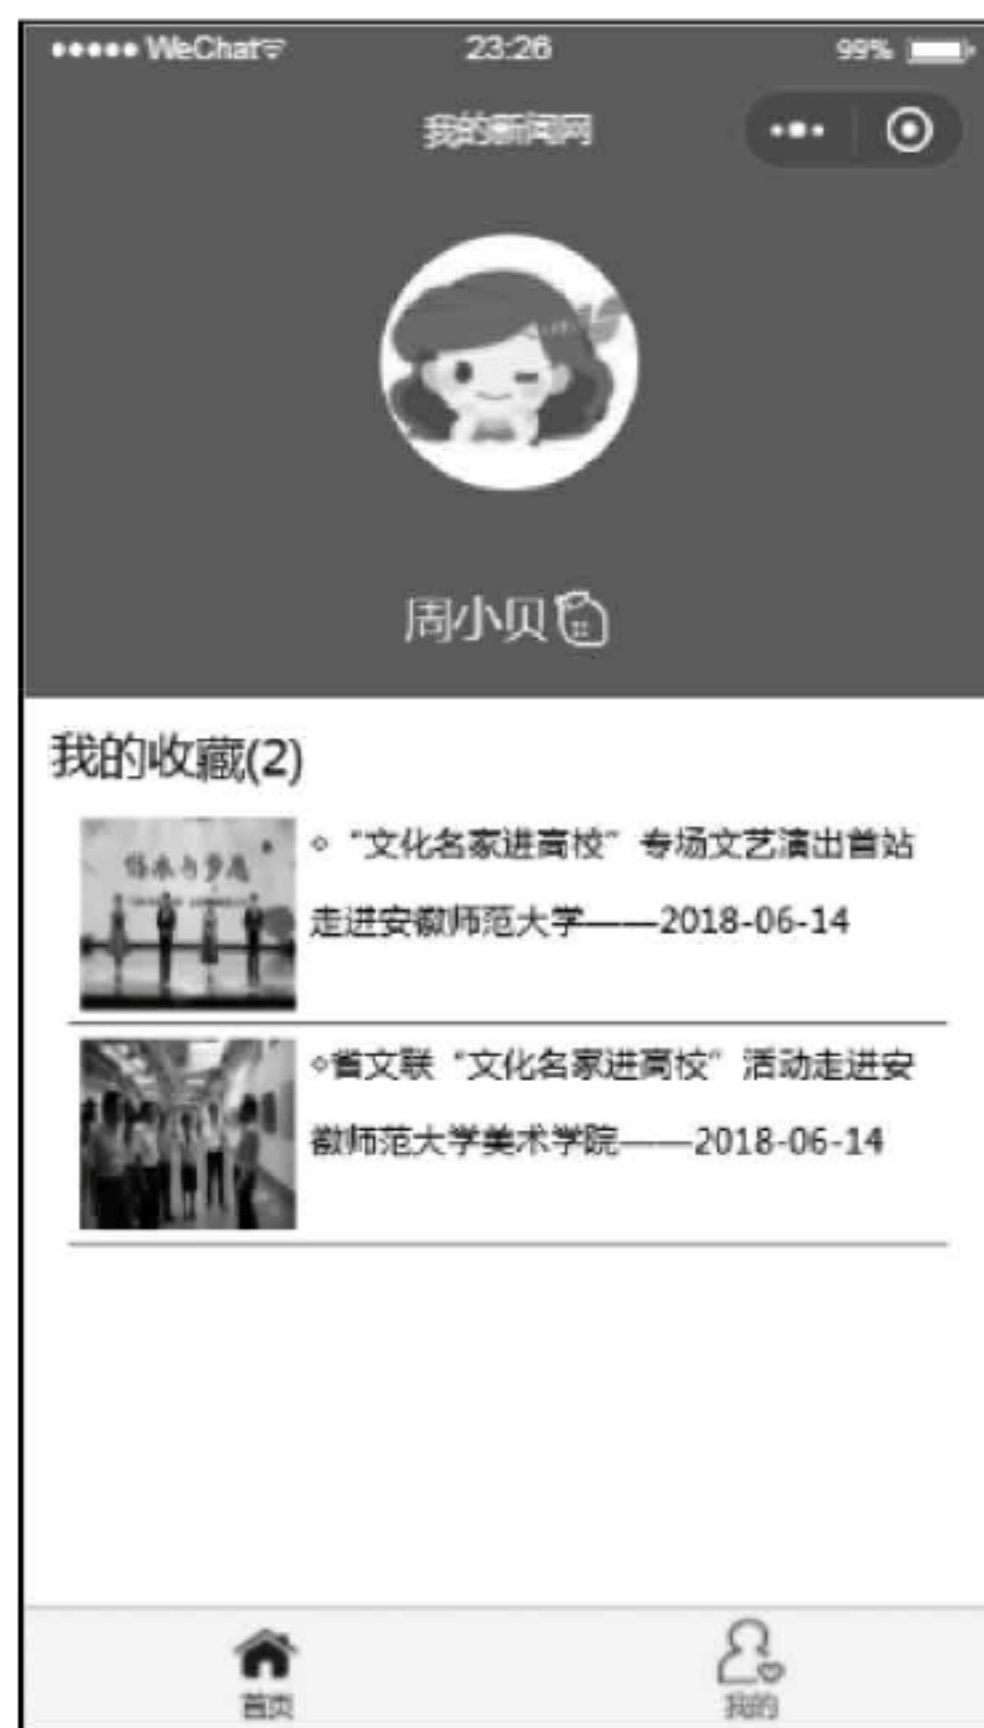 ●●●●● WeChat 23:26 99%
我的新闻网
周小贝
我的收藏(2)
◦ “文化名家进高校”专场文艺演出首站
走进安徽师范大学——2018-06-14
◦省文联“文化名家进高校”活动走进安
徽师范大学美术学院——2018-06-14
首页 我的